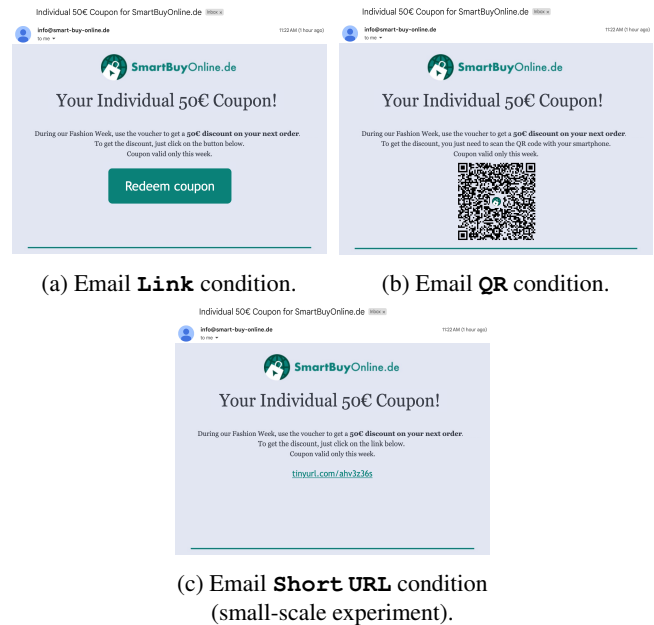 Individual 50€ Coupon for SmartBuyOnline.de Inbox x
info@smart-buy-online.de 11:22 AM (1 hour ago)
to me
SmartBuyOnline.de
Your Individual 50€ Coupon!
During our Fashion Week, use the voucher to get a 50€ discount on your next order.
To get the discount, just click on the button below.
Coupon valid only this week.
Redeem coupon
(a) Email Link condition.
Individual 50€ Coupon for SmartBuyOnline.de Inbox x
info@smart-buy-online.de 11:22 AM (1 hour ago)
to me
SmartBuyOnline.de
Your Individual 50€ Coupon!
During our Fashion Week, use the voucher to get a 50€ discount on your next order.
To get the discount, you just need to scan the QR code with your smartphone.
Coupon valid only this week.
(b) Email QR condition.
Individual 50€ Coupon for SmartBuyOnline.de Inbox x
info@smart-buy-online.de 11:22 AM (1 hour ago)
to me
SmartBuyOnline.de
Your Individual 50€ Coupon!
During our Fashion Week, use the voucher to get a 50€ discount on your next order.
To get the discount, just click on the link below.
Coupon valid only this week.
tinyurl.com/ahv3z36s
(c) Email Short URL condition
(small-scale experiment).